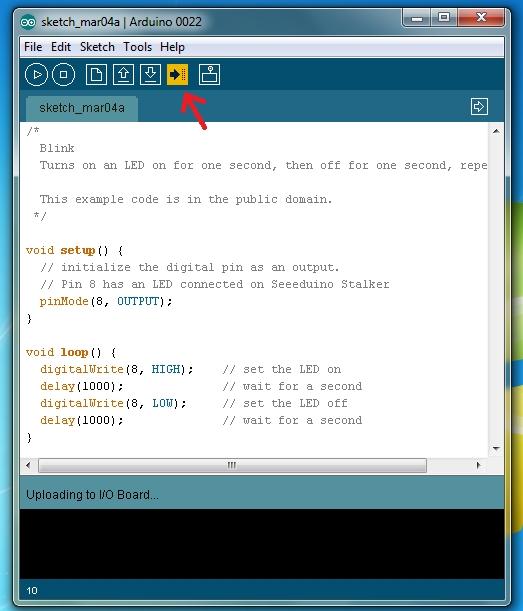 sketch_mar04a | Arduino 0022
File Edit Sketch Tools Help
sketch_mar04a
/*
  Blink
  Turns on an LED on for one second, then off for one second, repe

  This example code is in the public domain.
 */

void setup() {
  // initialize the digital pin as an output.
  // Pin 8 has an LED connected on Seeeduino Stalker
  pinMode(8, OUTPUT);
}

void loop() {
  digitalWrite(8, HIGH);    // set the LED on
  delay(1000);              // wait for a second
  digitalWrite(8, LOW);     // set the LED off
  delay(1000);              // wait for a second
}
Uploading to I/O Board...
10